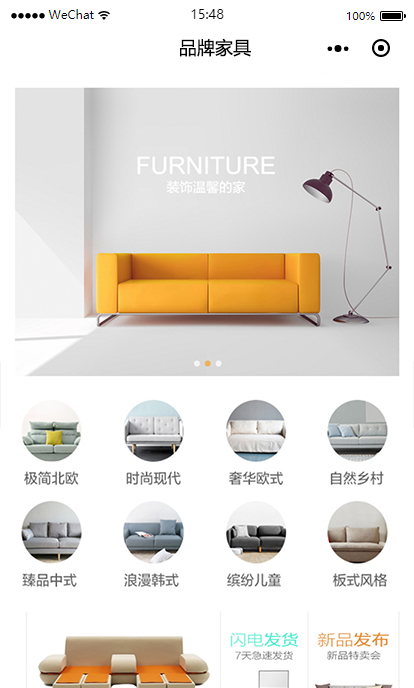 WeChat 15:48 100%
品牌家具
FURNITURE
装饰温馨的家
极简北欧 时尚现代 奢华欧式 自然乡村
臻品中式 浪漫韩式 缤纷儿童 板式风格
闪电发货 新品发布
7天急速发货 新品特卖会